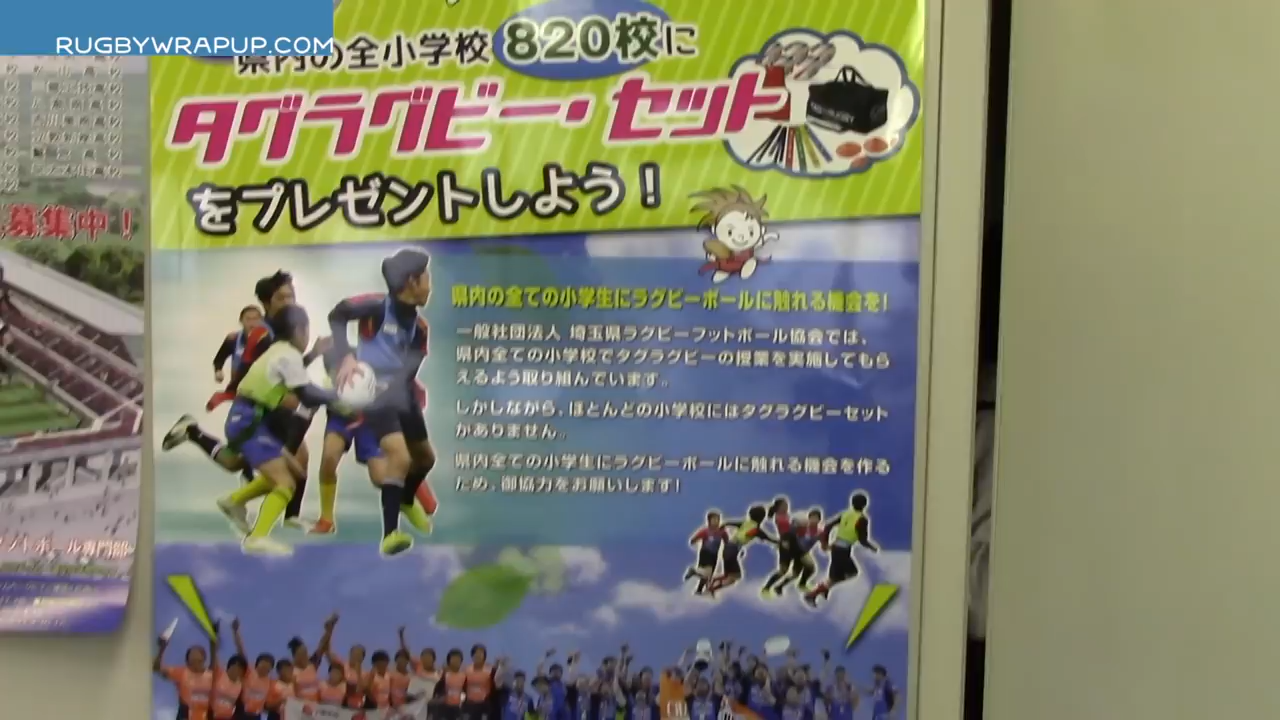 RUGBYWRAPUP.COM
県内の全小学校820校に
タグラグビー・セット
をプレゼントしよう！
募集中！
県内の全ての小学生にラグビーボールに触れる機会を！
一般社団法人 埼玉県ラグビーフットボール協会では、
県内全ての小学校でタグラグビーの授業を実施してもら
えるよう取り組んでいます。
しかしながら、ほとんどの小学校にはタグラグビーセット
がありません。
県内全ての小学生にラグビーボールに触れる機会を作る
ため、御協力をお願いします！
トボール専門部